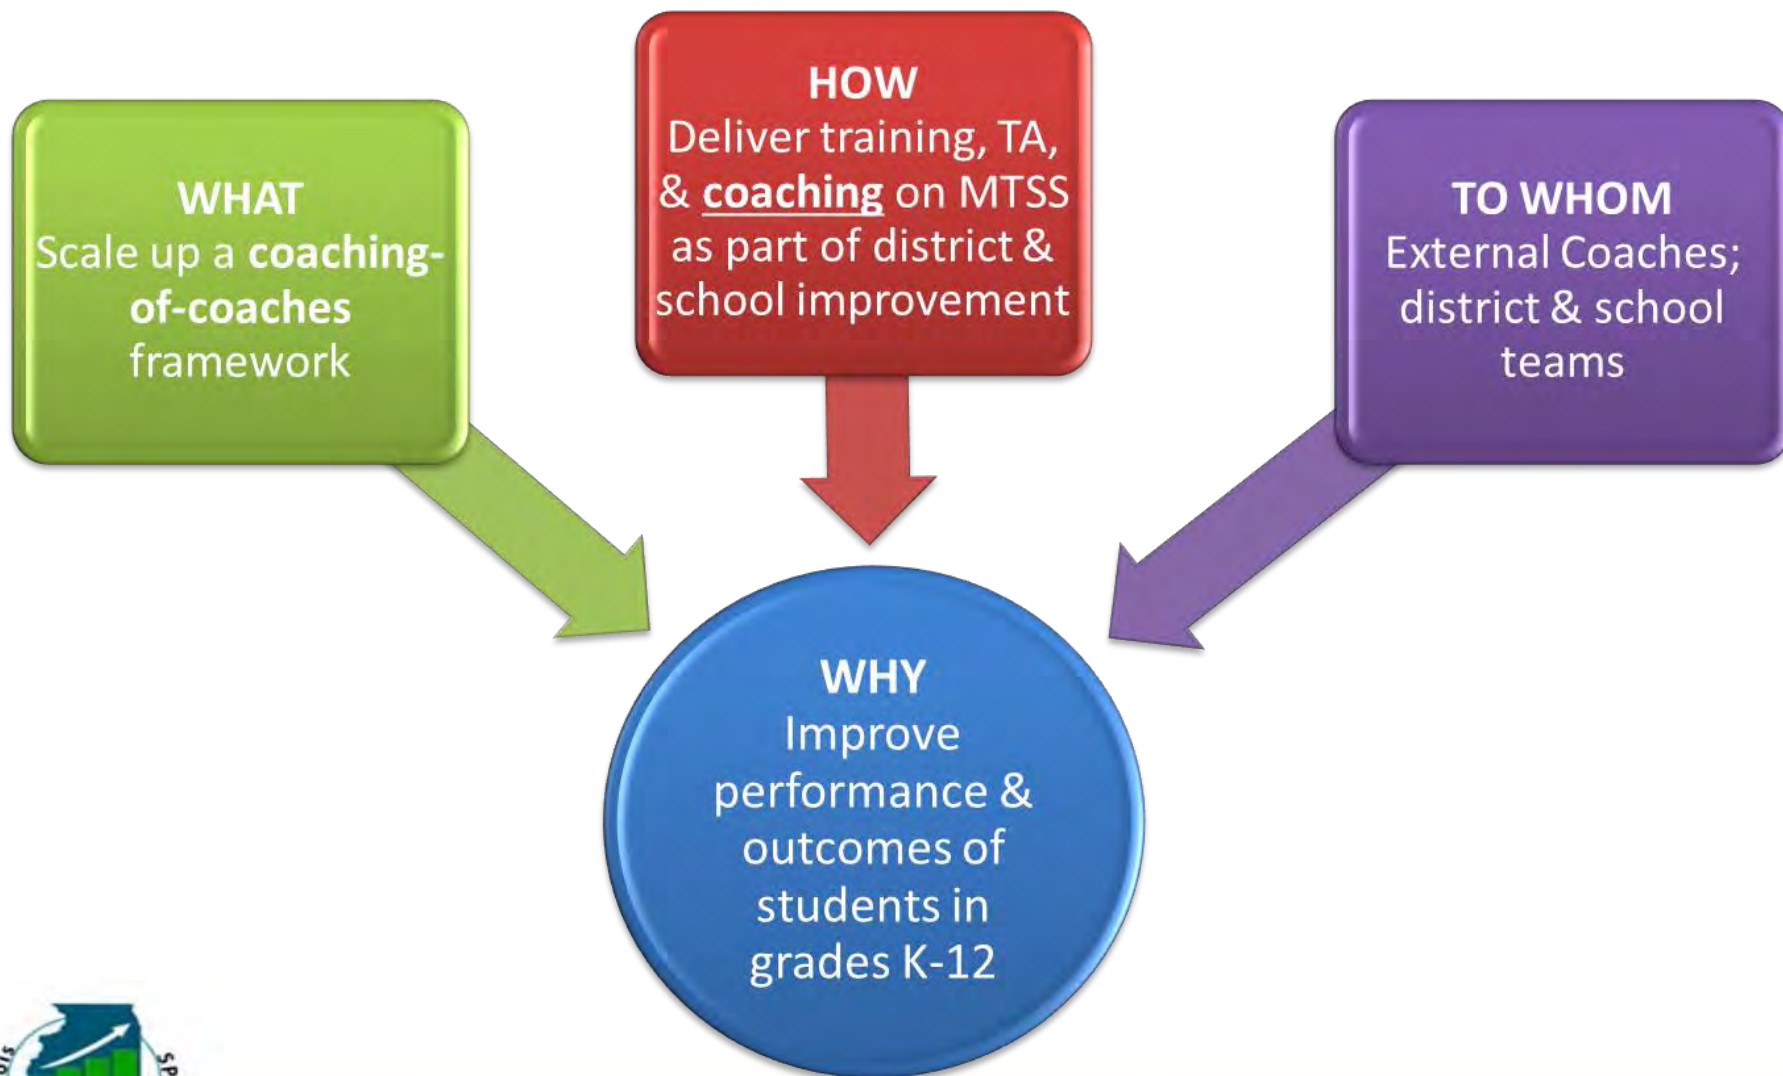 WHAT
Scale up a coaching-
of-coaches
framework
HOW
Deliver training, TA,
& coaching on MTSS
as part of district &
school improvement
TO WHOM
External Coaches;
district & school
teams
WHY
Improve
performance &
outcomes of
students in
grades K-12